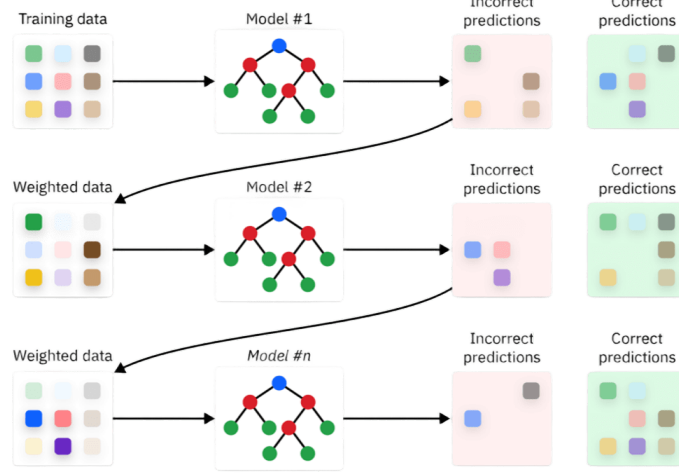 Incorrect
predictions
Correct
predictions
Training data
Model #1
Weighted data
Model #2
Incorrect
predictions
Correct
predictions
Weighted data
Model #n
Incorrect
predictions
Correct
predictions